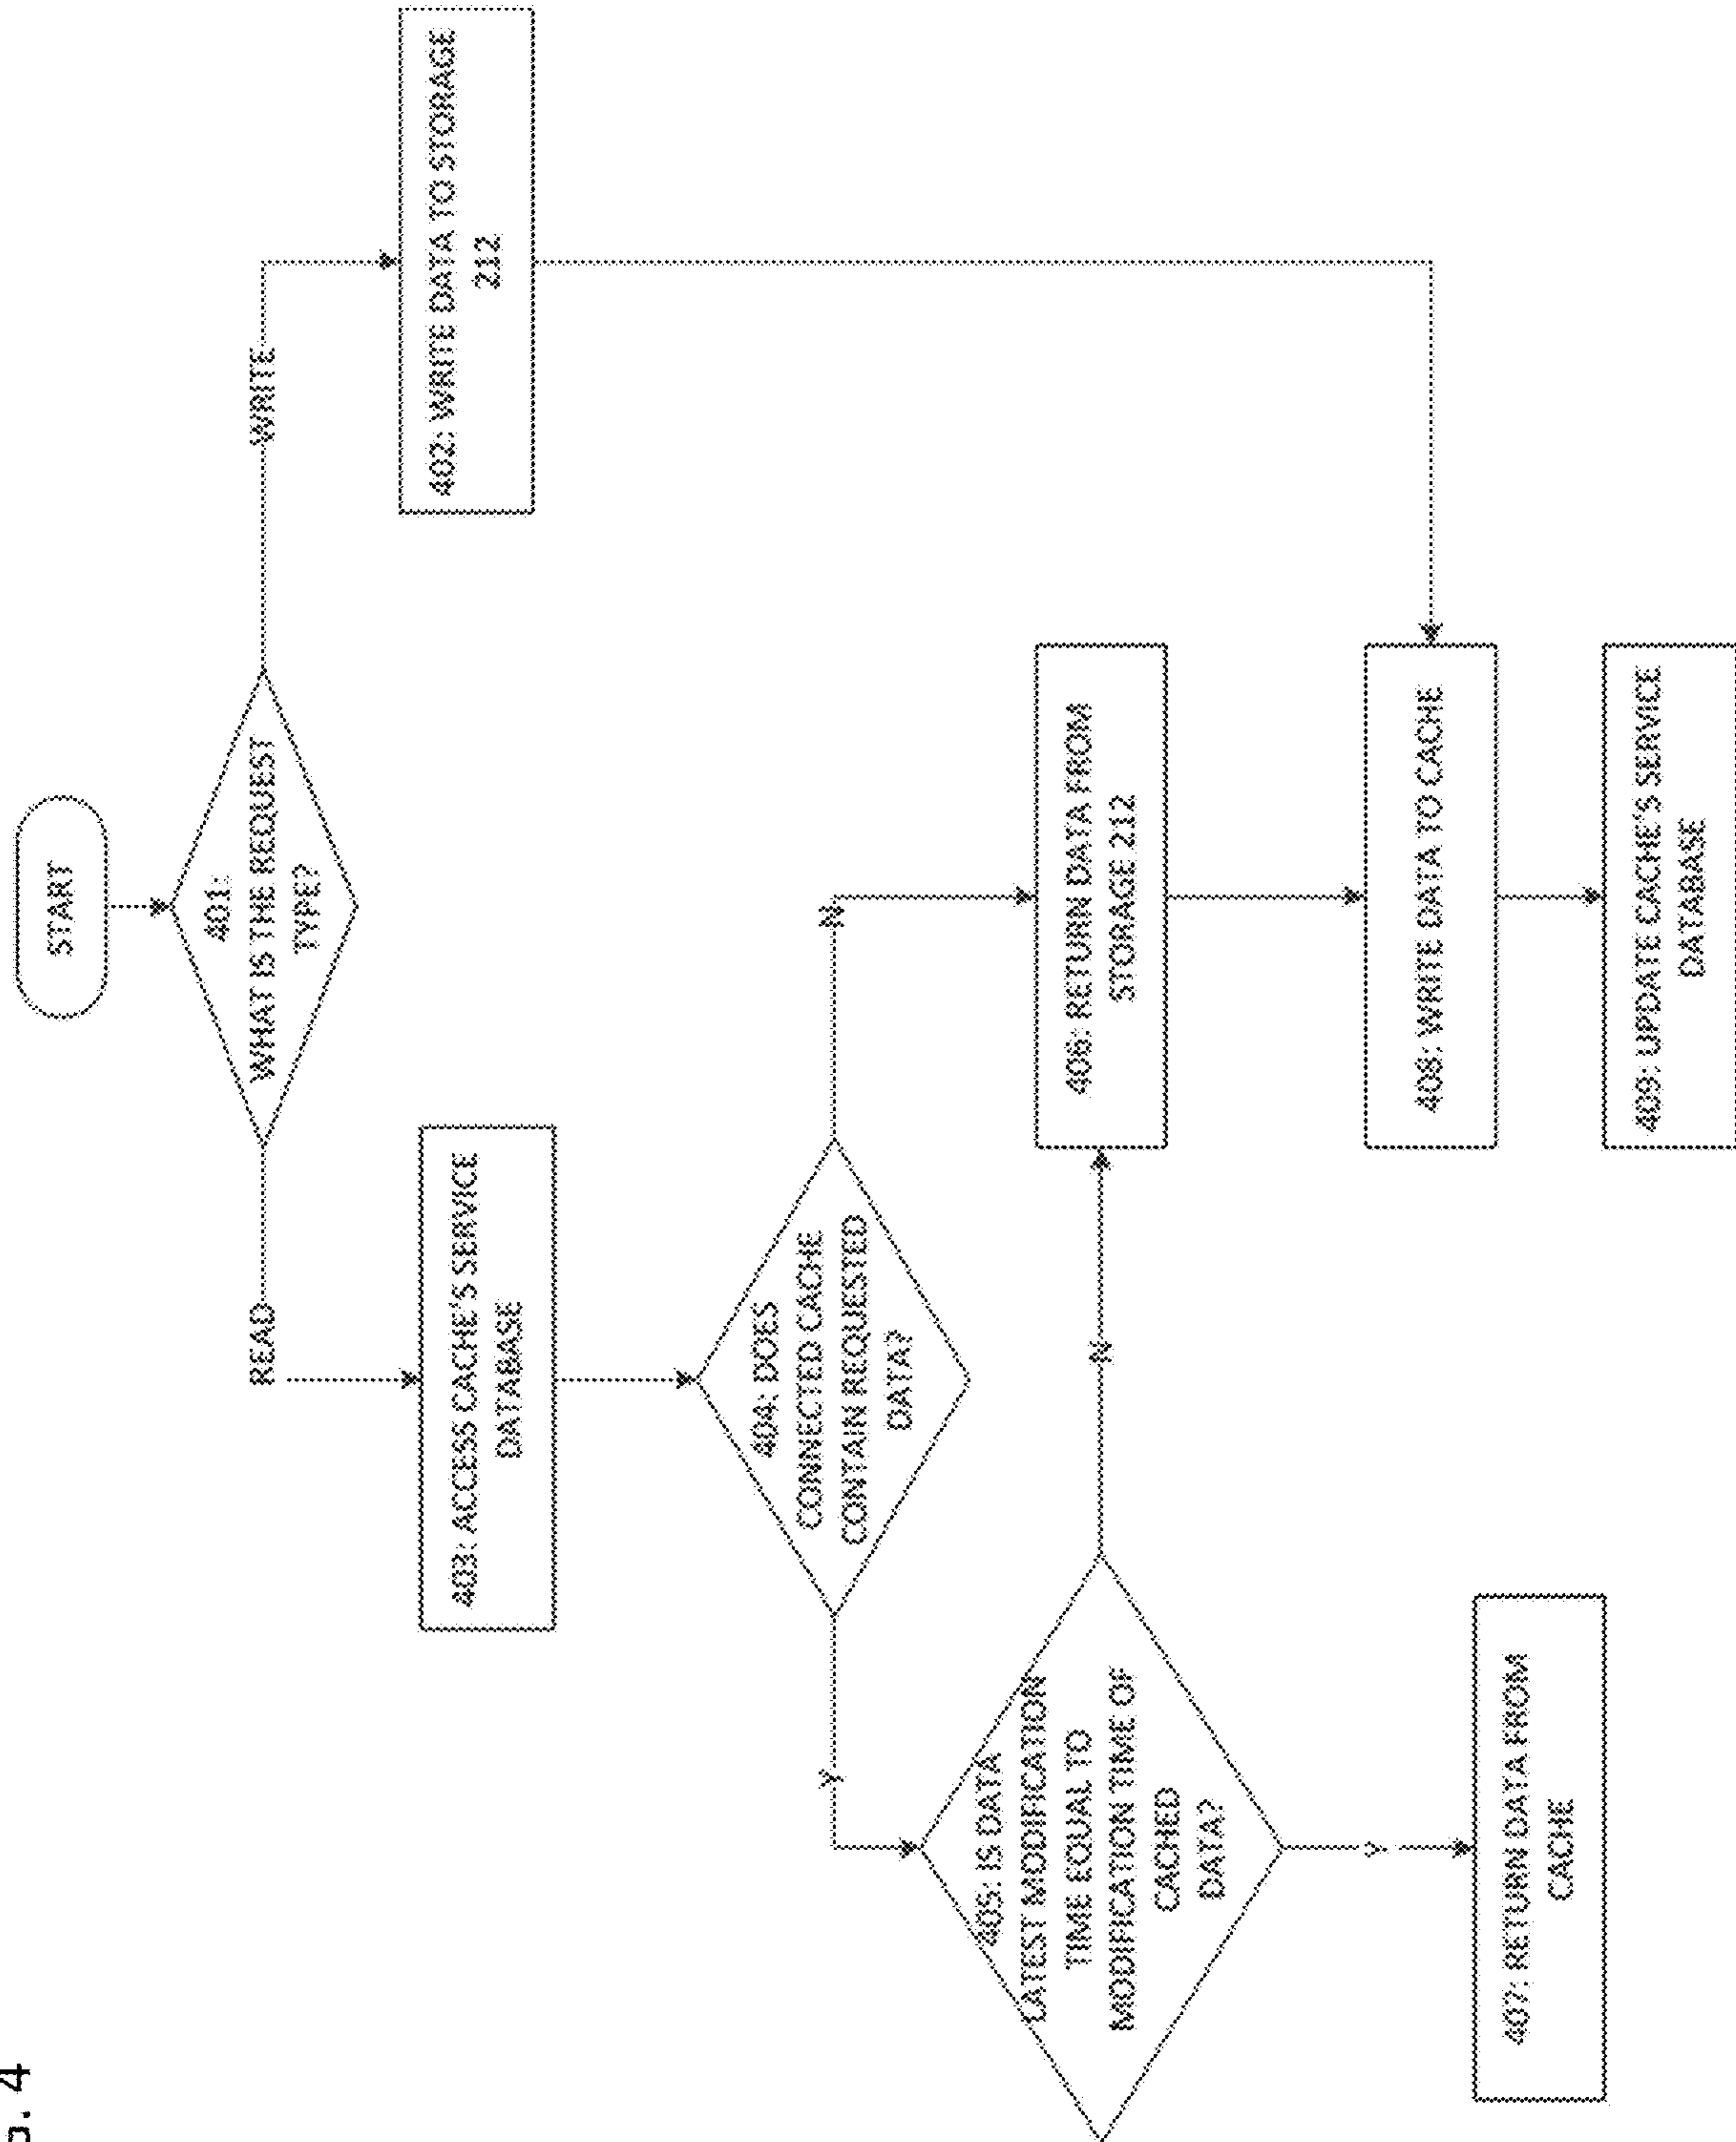 START
401:
WHAT IS THE REQUEST
TYPE?
READ
WRITE
402: WRITE DATA TO STORAGE
212
403: ACCESS CACHE'S SERVICE
DATABASE
404: DOES
CONNECTED CACHE
CONTAIN REQUESTED
DATA?
Y
N
405: IS DATA
LATEST MODIFICATION
TIME EQUAL TO
MODIFICATION TIME OF
CACHED
DATA?
N
Y
406: RETURN DATA FROM
STORAGE 212
407: RETURN DATA FROM
CACHE
408: WRITE DATA TO CACHE
409: UPDATE CACHE'S SERVICE
DATABASE
. 4